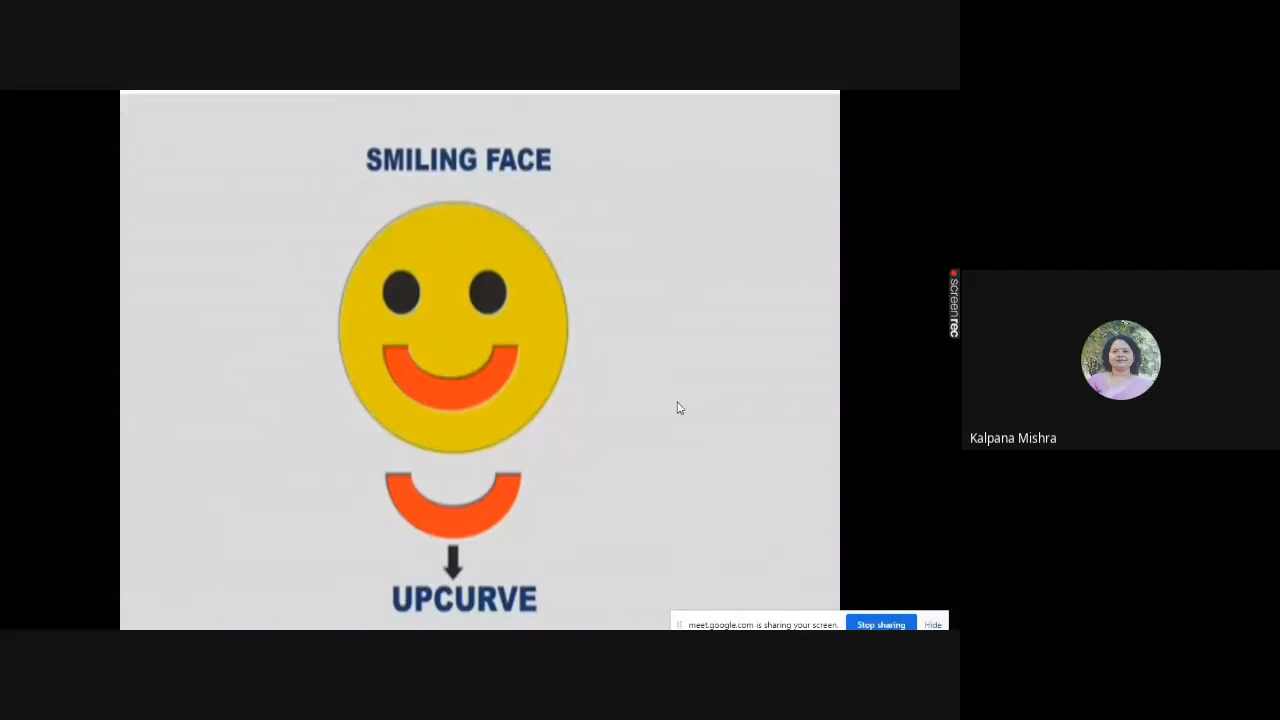 SMILING FACE
UPCURVE
meet.google.com is sharing your screen.
Stop sharing
Hide
screenrec
Kalpana Mishra